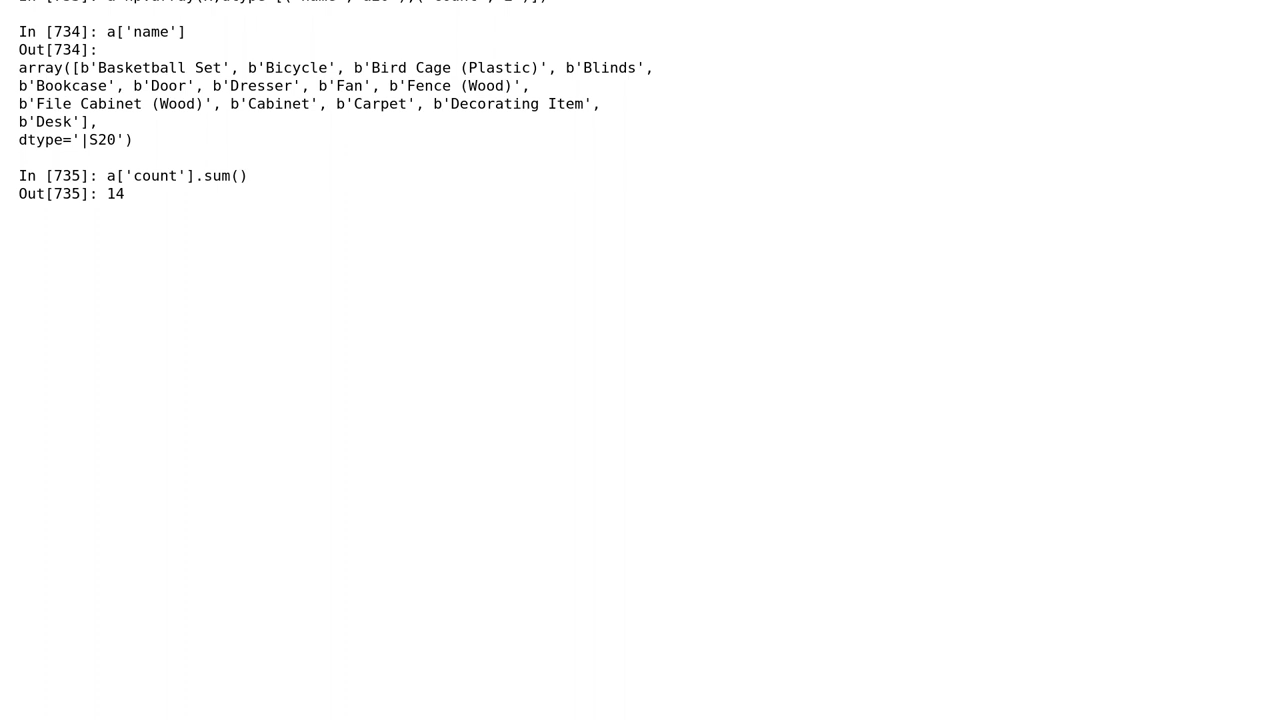 In [734]: a['name']
Out[734]:
array([b'Basketball Set', b'Bicycle', b'Bird Cage (Plastic)', b'Blinds',
b'Bookcase', b'Door', b'Dresser', b'Fan', b'Fence (Wood)',
b'File Cabinet (Wood)', b'Cabinet', b'Carpet', b'Decorating Item',
b'Desk'],
dtype='|S20')
In [735]: a['count'].sum()
Out[735]: 14